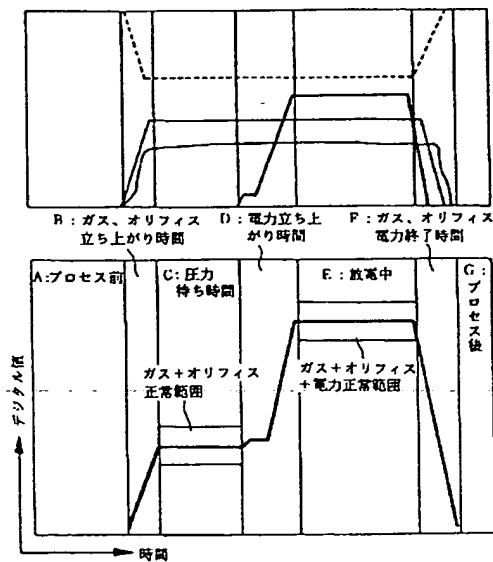 B：ガス、オリフィス
立ち上がり時間
D：電力立ち上
がり時間
F：ガス、オリフィス
電力終了時間
A:プロセス前
C：圧力
待ち時間
E：放電中
G：
プロセス後
ガス＋オリフィス
正常範囲
ガス＋オリフィス
＋電力正常範囲
デジタル値
時間